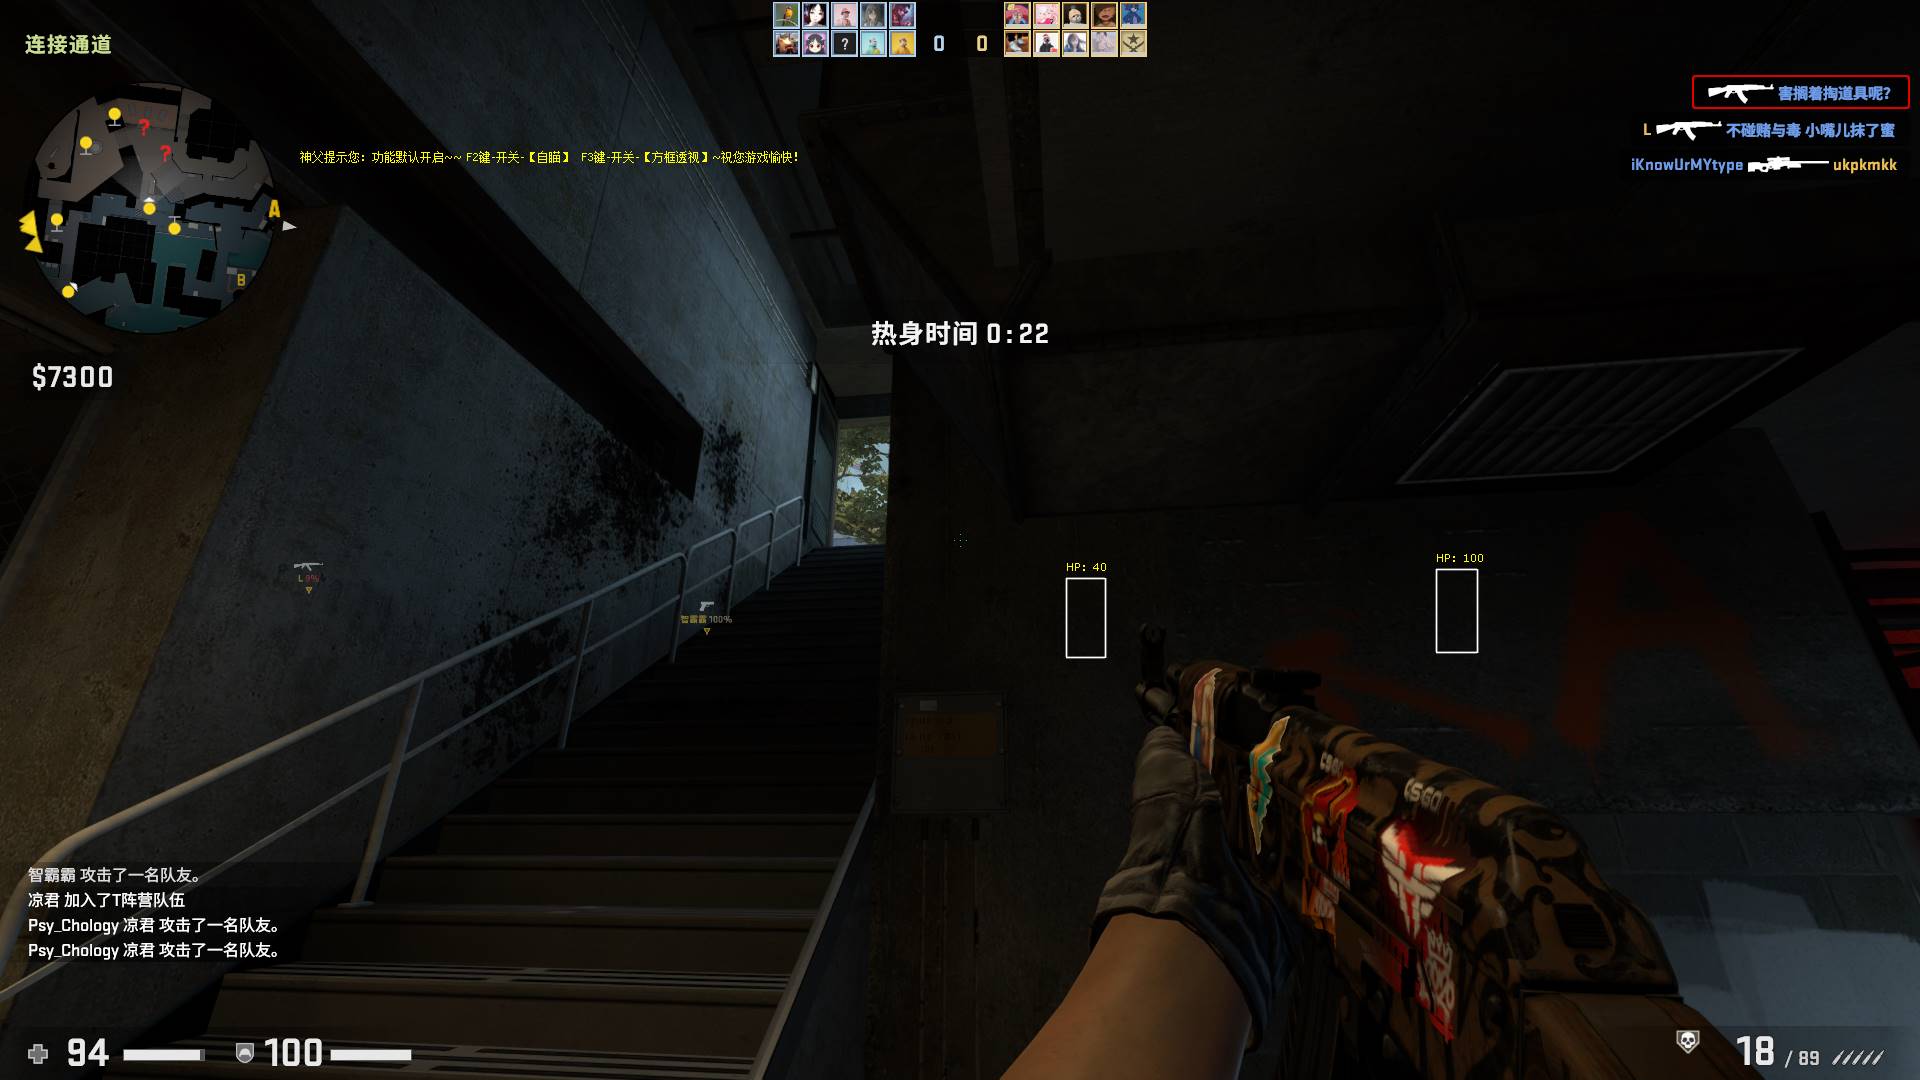 连接通道
0 0
害搁着掏道具呢?
L 不碰赌与毒 小嘴儿抹了蜜
神父提示您: 功能默认开启~~ F2键-开关-【自瞄】 F3键-开关-【方框透视】~祝您游戏愉快!
iKnowUrMYtype ukpkmkk
A
B
热身时间 0:22
$7300
HP: 40
HP: 100
L 9%
智霸霸 100%
A
CSGO
智霸霸 攻击了一名队友。
凉君 加入了T阵营队伍
Psy_Chology 凉君 攻击了一名队友。
Psy_Chology 凉君 攻击了一名队友。
94 100
18 / 89